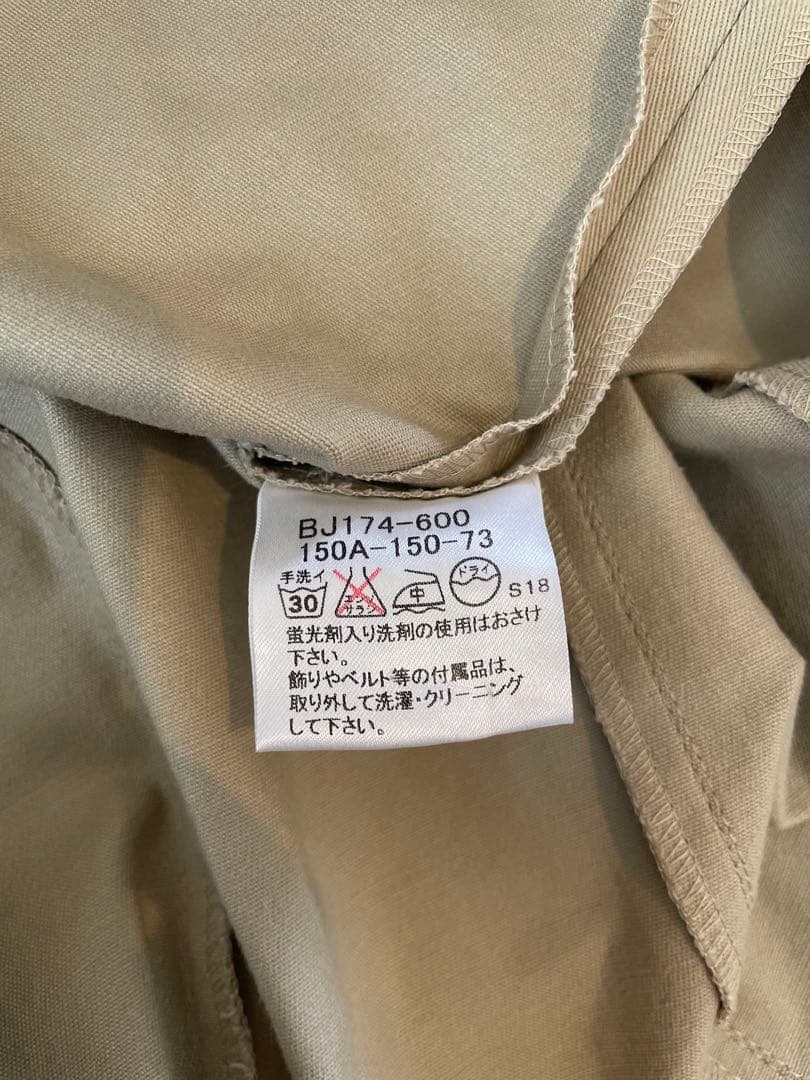 BJ174-600
150A-150-73
手洗イ
30
エンソ
サラシ
中
ドライ
S18
蛍光剤入り洗剤の使用はおさけ
下さい。
飾りやベルト等の付属品は、
取り外して洗濯・クリーニング
して下さい。